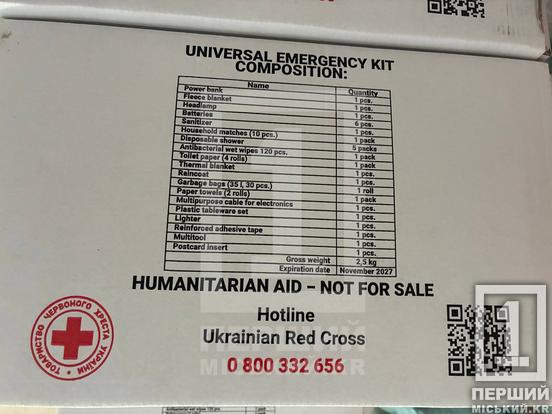 UNIVERSAL EMERGENCY KIT
COMPOSITION:
Name Quantity
Power bank 1 pcs.
Fleece blanket 1 pcs.
Headlamp 1 pcs.
Batteries 6 pcs.
Sanitizer 1 pcs.
Household matches (10 pcs.) 1 pack
Disposable shower 5 packs
Antibacterial wet wipes 120 pcs. 1 pack
Toilet paper (4 rolls) 1 pack
Thermal blanket 1 pcs.
Raincoat 1 pcs.
Garbage bags (35 l, 30 pcs.) 1 roll
Paper towels (2 rolls) 1 pack
Multipurpose cable for electronics 1 pcs.
Plastic tableware set 1 pcs.
Lighter 1 pcs.
Reinforced adhesive tape 1 pcs.
Multitool 1 pcs.
Postcard insert 1 pcs.
Gross weight 2,5 kg
Expiration date November 2027
HUMANITARIAN AID – NOT FOR SALE
Hotline
Ukrainian Red Cross
0 800 332 656
ТОВАРИСТВО ЧЕРВОНОГО ХРЕСТА УКРАЇНИ
ПЕРШИЙ
МІСЬКИЙ.KR
ПЕРШИЙ
МІСЬКИЙ.KR